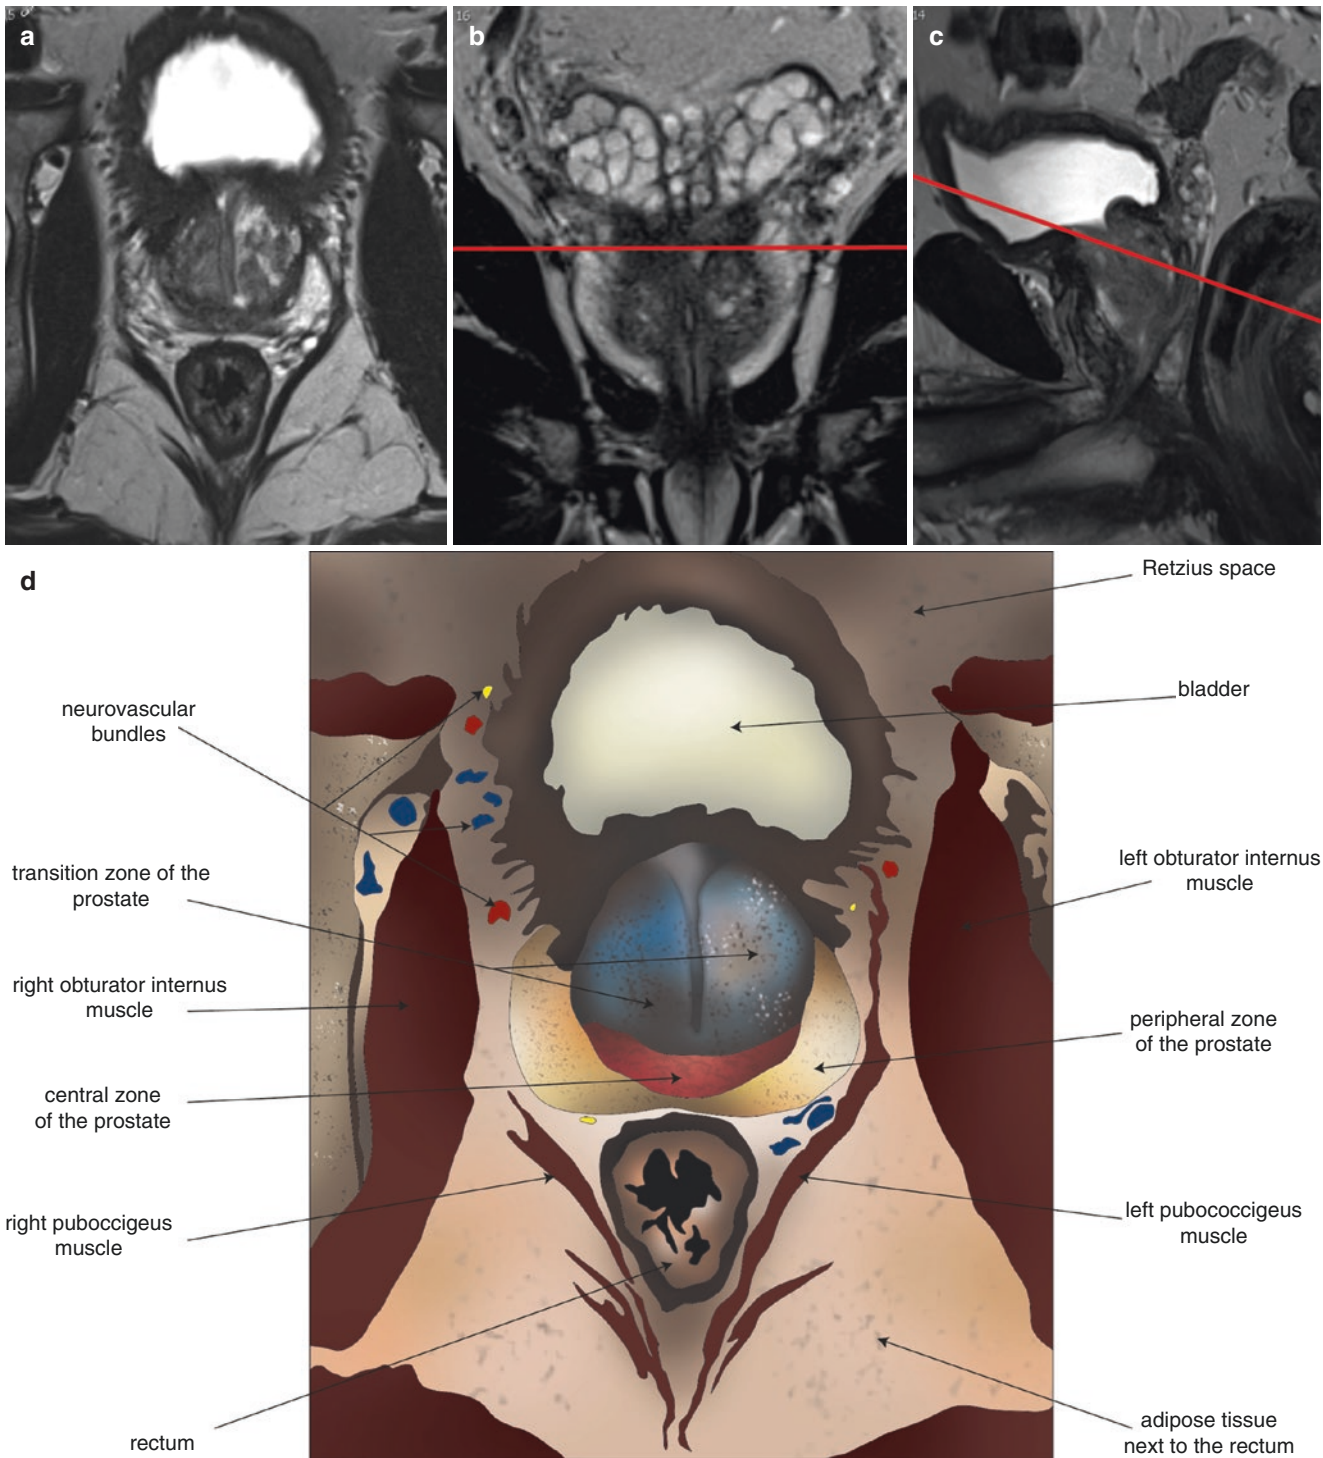 a
b
c
16
14
d
Retzius space
bladder
neurovascular
bundles
transition zone of the
prostate
left obturator internus
muscle
right obturator internus
muscle
peripheral zone
of the prostate
central zone
of the prostate
right puboccigeus
muscle
left pubococcigeus
muscle
rectum
adipose tissue
next to the rectum